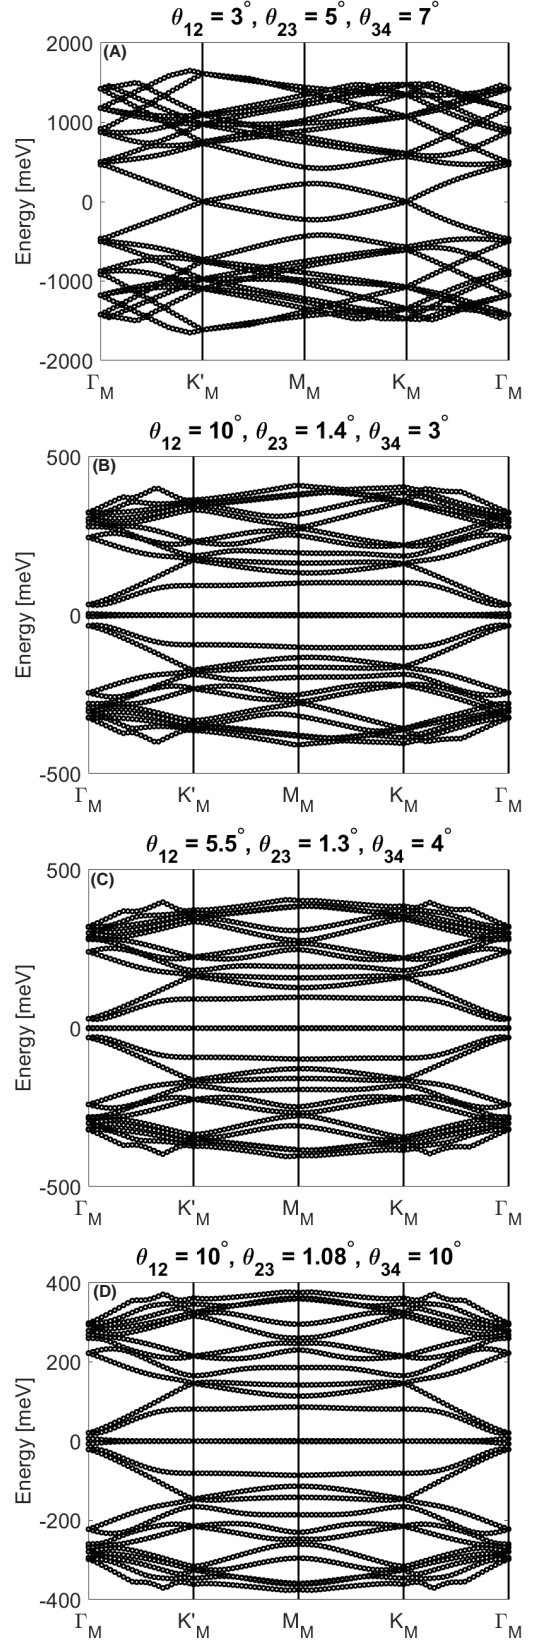 θ12 = 3°, θ23 = 5°, θ34 = 7°
(A)
2000
1000
0
-1000
-2000
Energy [meV]
ΓM K'M MM KM ΓM
θ12 = 10°, θ23 = 1.4°, θ34 = 3°
(B)
500
0
-500
Energy [meV]
ΓM K'M MM KM ΓM
θ12 = 5.5°, θ23 = 1.3°, θ34 = 4°
(C)
500
0
-500
Energy [meV]
ΓM K'M MM KM ΓM
θ12 = 10°, θ23 = 1.08°, θ34 = 10°
(D)
400
200
0
-200
-400
Energy [meV]
ΓM K'M MM KM ΓM